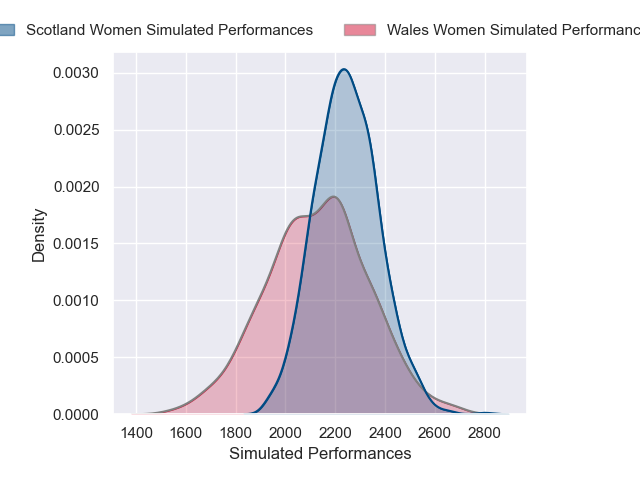 Scotland Women Simulated Performances
Wales Women Simulated Performanc
0.0030
0.0025
0.0020
0.0015
0.0010
0.0005
0.0000
Density
1400 1600 1800 2000 2200 2400 2600 2800
Simulated Performances